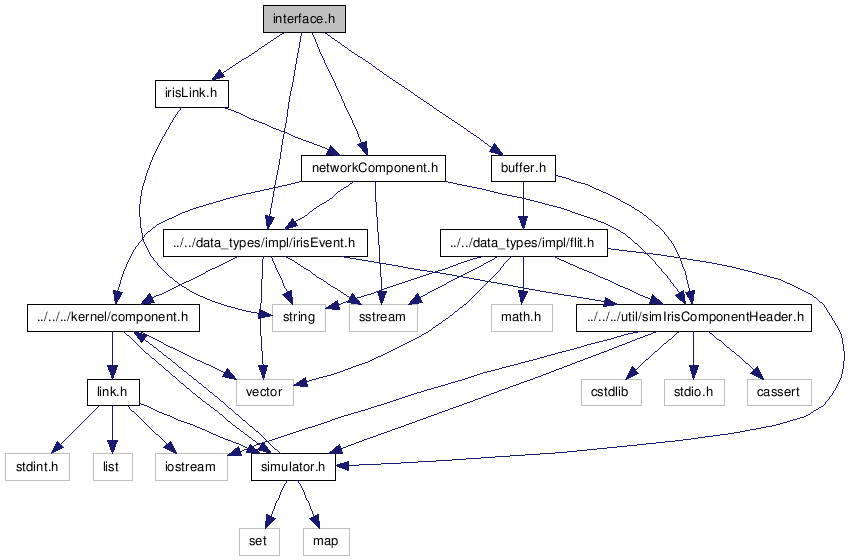 interface.h
irisLink.h
networkComponent.h
buffer.h
../../data_types/impl/irisEvent.h
../../data_types/impl/flit.h
../../../kernel/component.h
string
sstream
math.h
../../../util/simIrisComponentHeader.h
link.h
vector
cstdlib
stdio.h
cassert
stdint.h
list
iostream
simulator.h
set
map